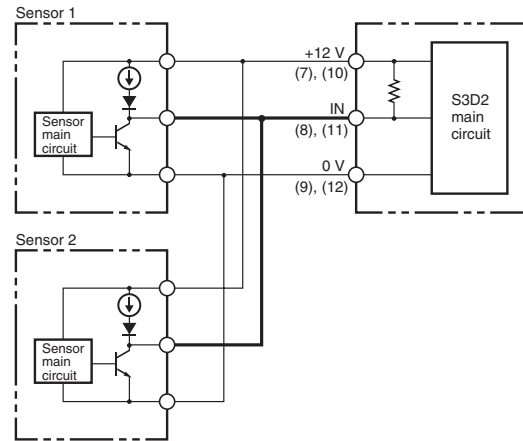 Sensor 1
+12 V
(7), (10)
IN
(8), (11)
0 V
(9), (12)
S3D2
main
circuit
Sensor
main
circuit
Sensor 2
Sensor
main
circuit